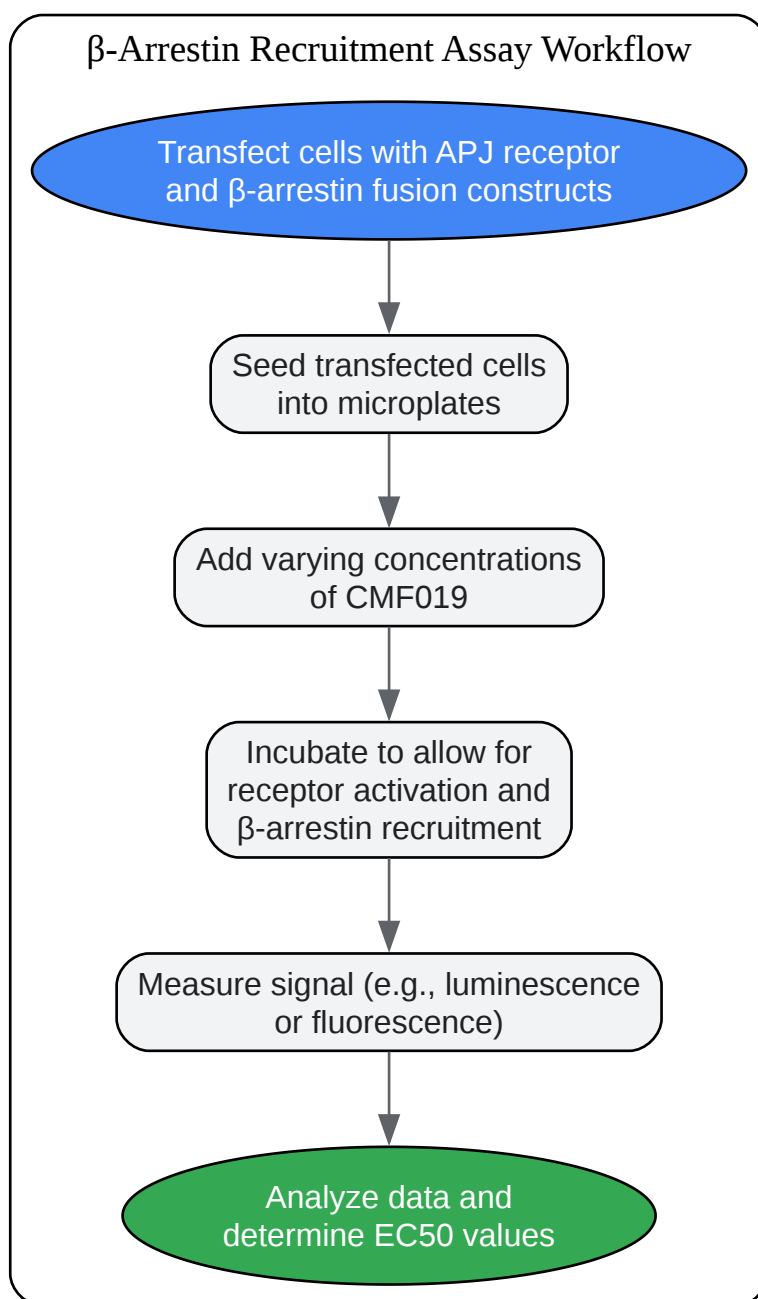 β-Arrestin Recruitment Assay Workflow
Transfect cells with APJ receptor
and β-arrestin fusion constructs
Seed transfected cells
into microplates
Add varying concentrations
of CMF019
Incubate to allow for
receptor activation and
β-arrestin recruitment
Measure signal (e.g., luminescence
or fluorescence)
Analyze data and
determine EC50 values